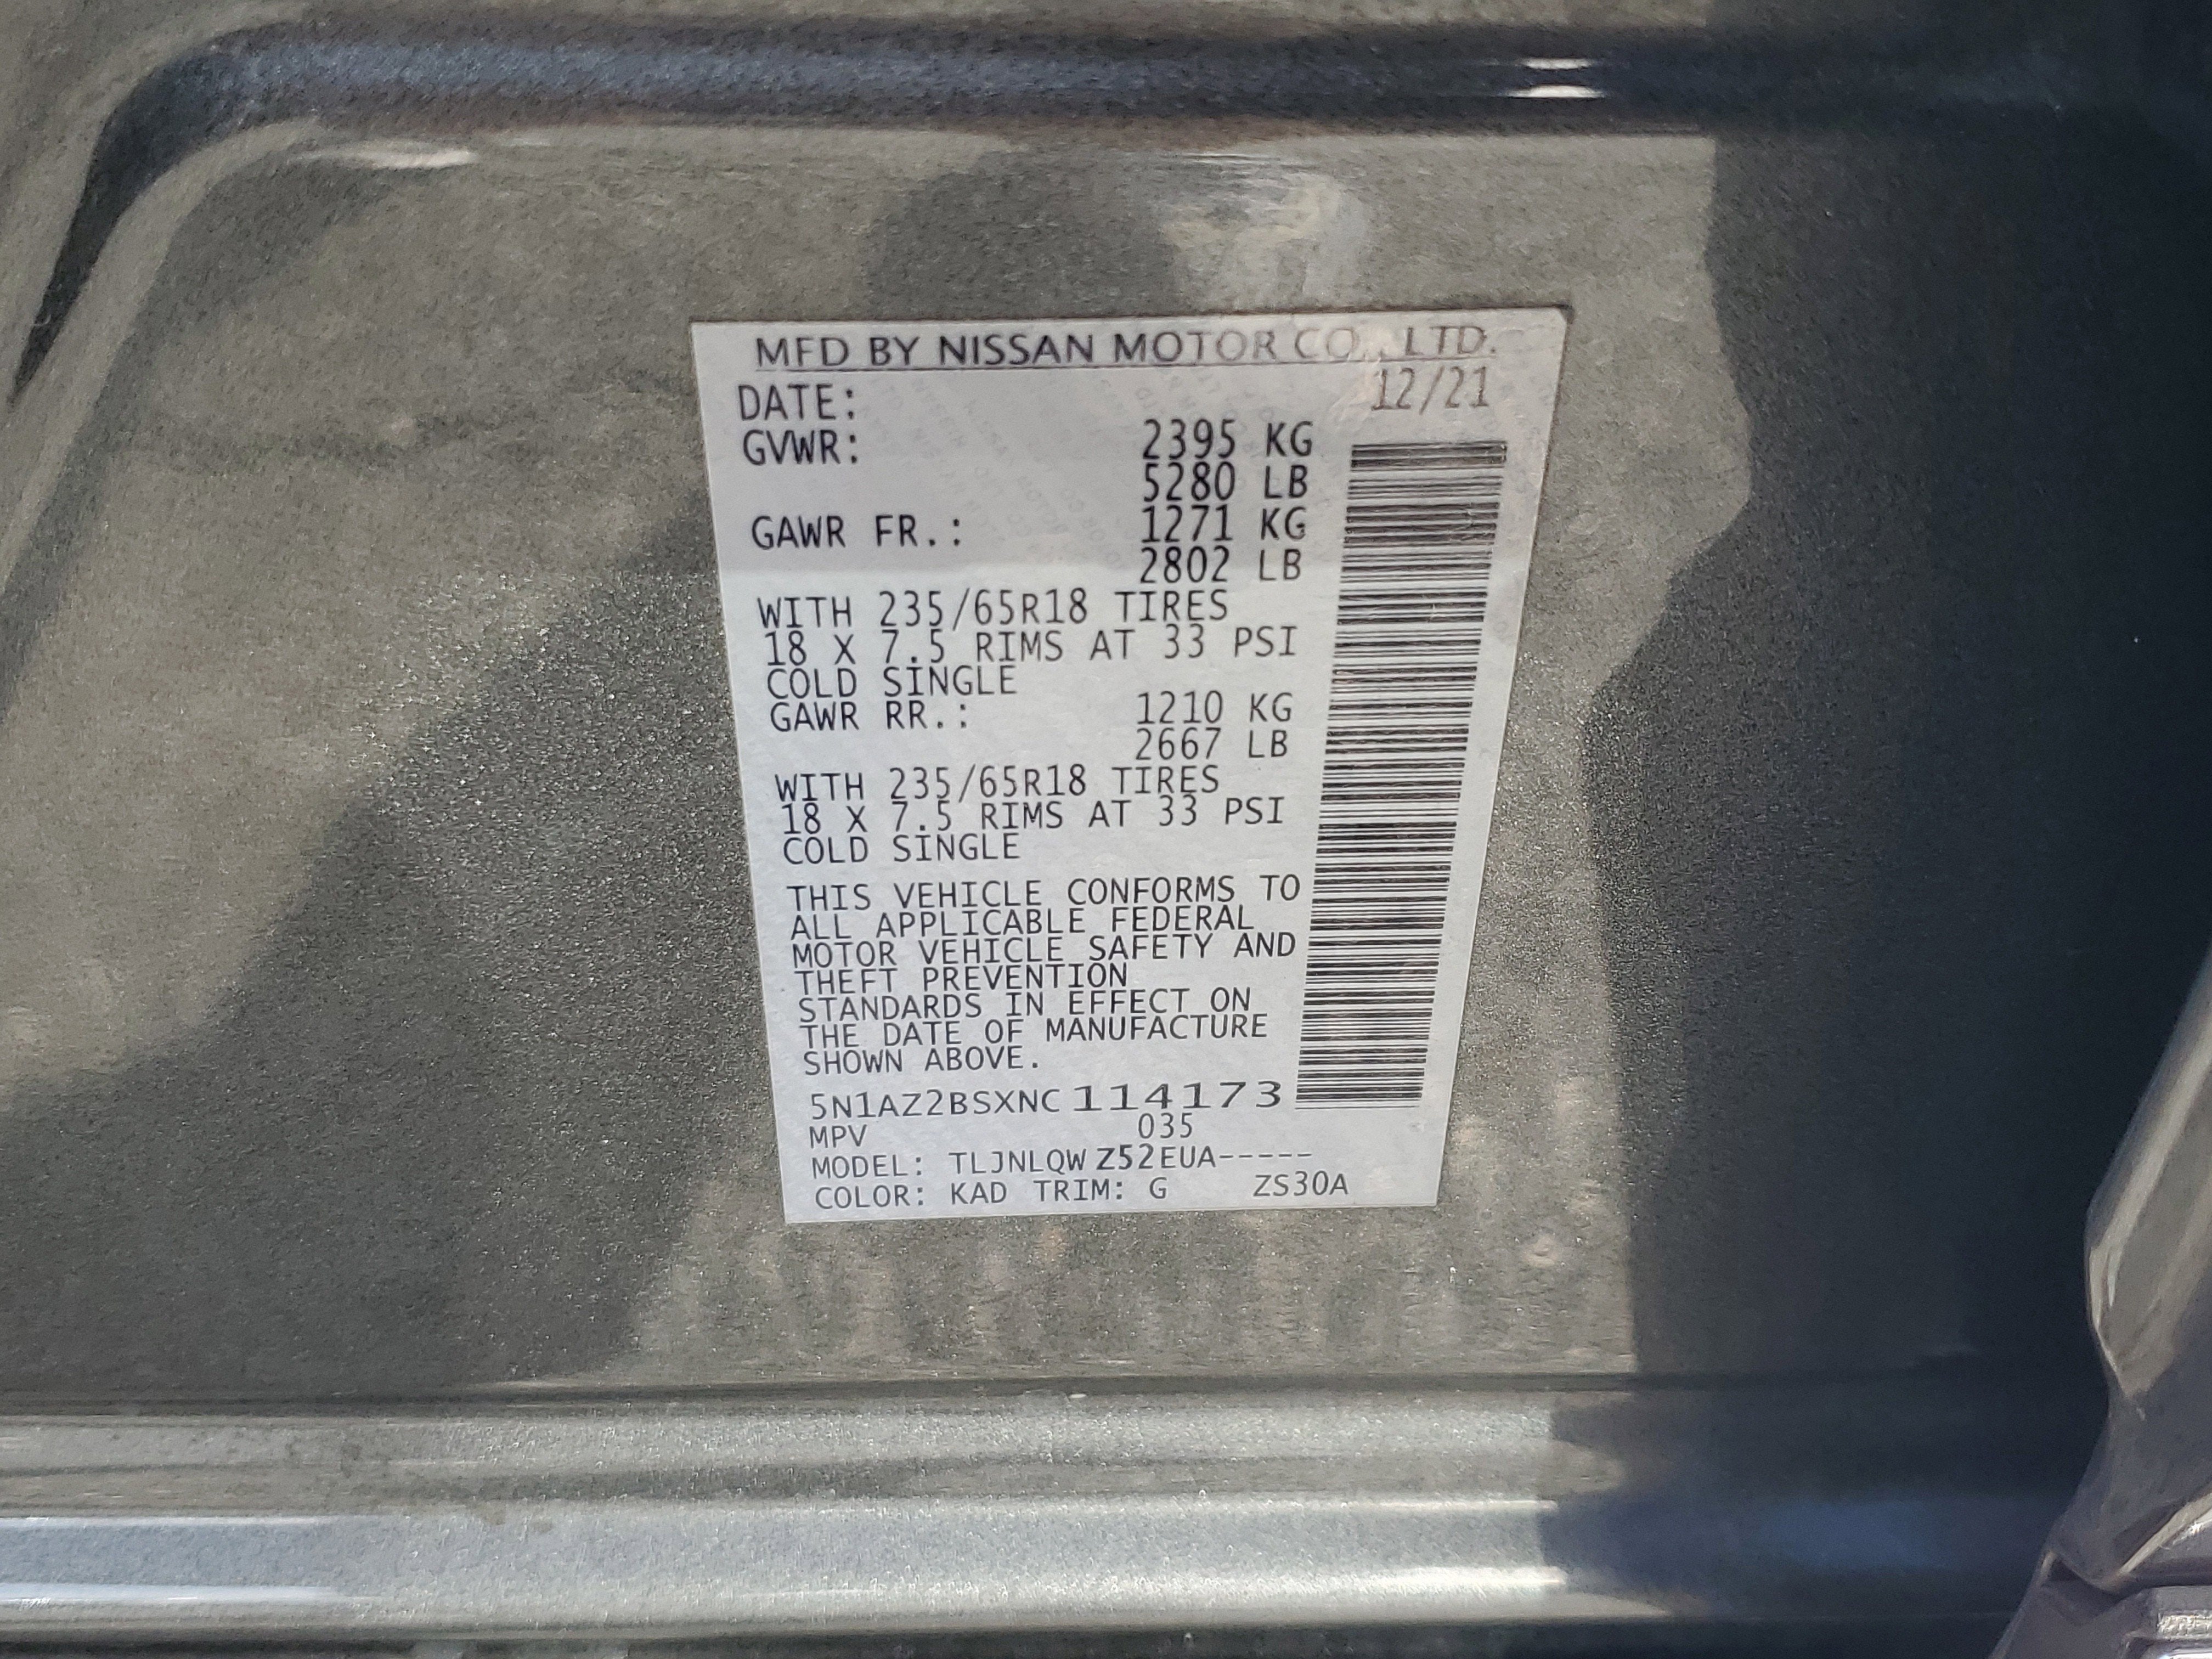 MFD BY NISSAN MOTOR CO., LTD.
DATE: 12/21
GVWR: 2395 KG
5280 LB
GAWR FR.: 1271 KG
2802 LB
WITH 235/65R18 TIRES
18 X 7.5 RIMS AT 33 PSI
COLD SINGLE
GAWR RR.: 1210 KG
2667 LB
WITH 235/65R18 TIRES
18 X 7.5 RIMS AT 33 PSI
COLD SINGLE
THIS VEHICLE CONFORMS TO
ALL APPLICABLE FEDERAL
MOTOR VEHICLE SAFETY AND
THEFT PREVENTION
STANDARDS IN EFFECT ON
THE DATE OF MANUFACTURE
SHOWN ABOVE.
5N1AZ2BSXNC114173
MPV 035
MODEL: TLJNLQW Z52EUA-----
COLOR: KAD TRIM: G ZS30A